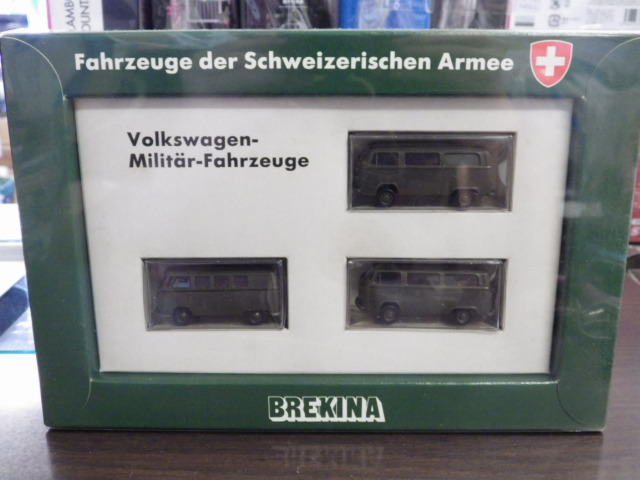 Fahrzeuge der Schweizerischen Armee
Volkswagen-
Militär-Fahrzeuge
BREKINA